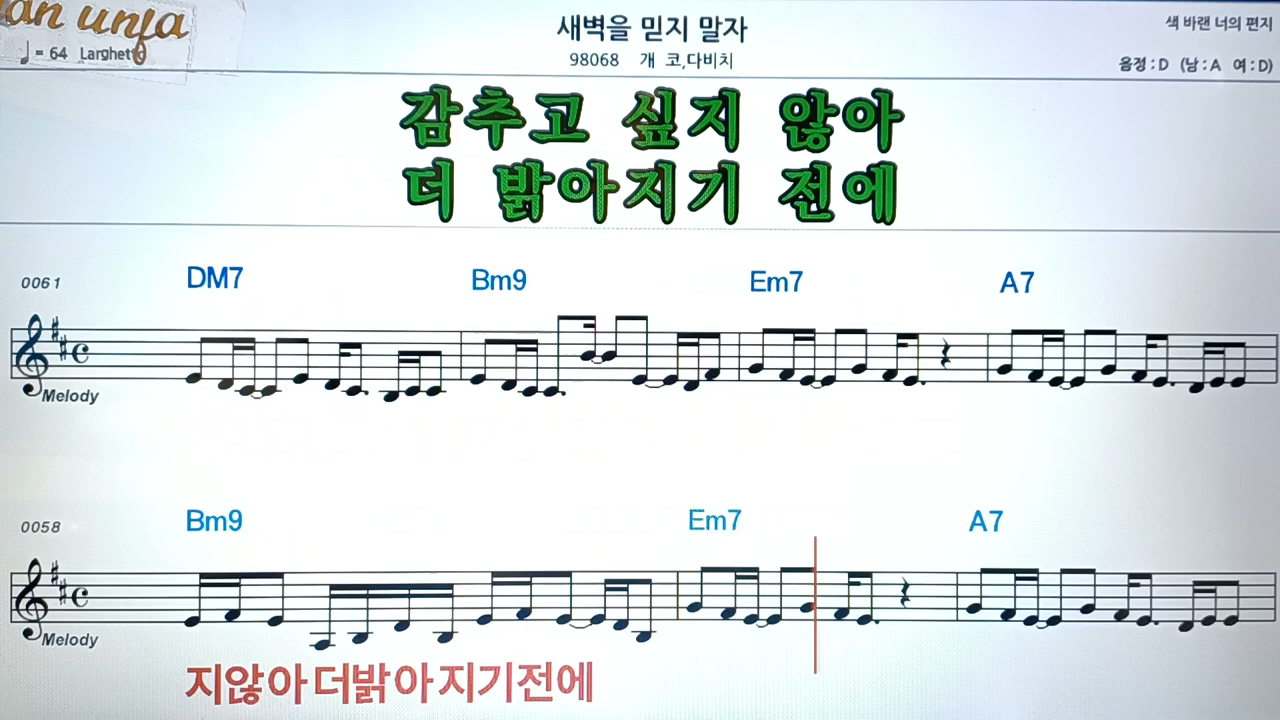 an unja
♩= 64 Larghetto
새벽을 믿지 말자
98068 개 코,다비치
색 바랜 너의 편지
음정 : D (남 : A 여 : D)
감추고 싶지 않아
더 밝아지기 전에
0061
DM7 Bm9 Em7 A7
Melody
0058
Bm9 Em7 A7
Melody
지않아더밝아지기전에